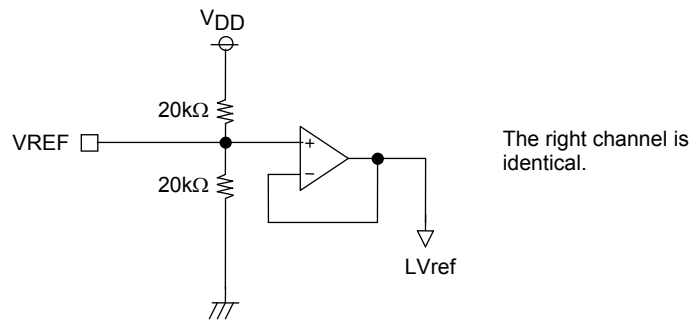 VDD
20kΩ
VREF
+
The right channel is
identical.
20kΩ
−
LVref